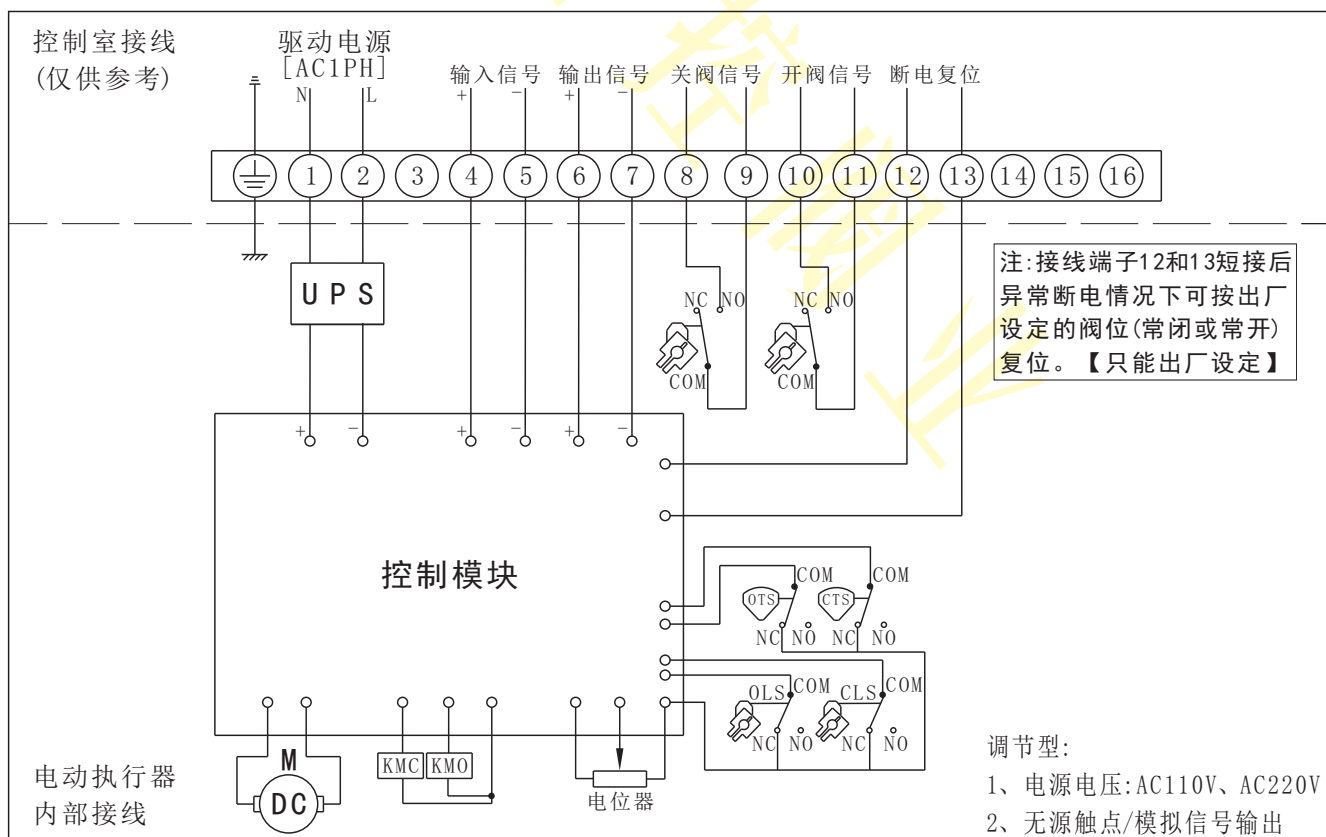 控制室接线
(仅供参考)
驱动电源
[AC1PH]
N L
输入信号 输出信号 关阀信号 开阀信号 断电复位
+ - + -
1 2 3 4 5 6 7 8 9 10 11 12 13 14 15 16
UPS
NC NO NC NO
COM COM
注:接线端子12和13短接后
异常断电情况下可按出厂
设定的阀位(常闭或常开)
复位。【只能出厂设定】
+ - + - + -
控制模块
COM COM
OTS CTS
NC NO NC NO
OLS COM CLS COM
NC NO NC NO
M
DC
KMC KMO
电位器
电动执行器
内部接线
调节型:
1、电源电压:AC110V、AC220V
2、无源触点/模拟信号输出
控阀业